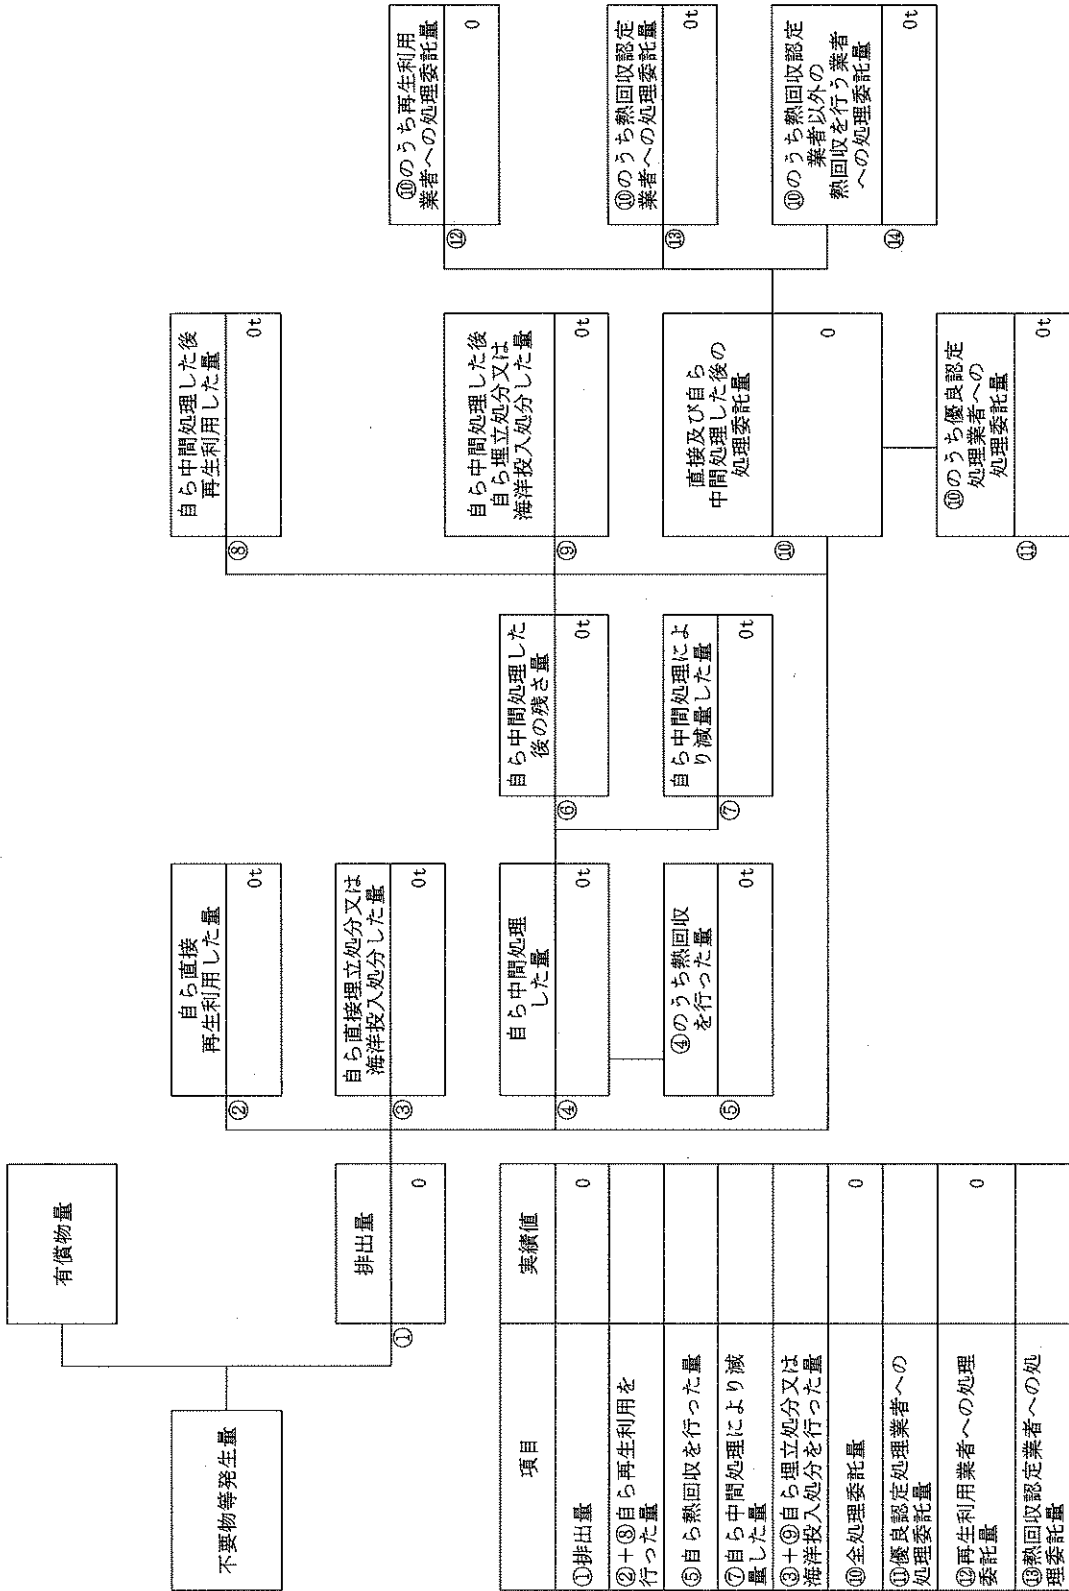 不要物等発生量
有償物量
①
排出量
0
②
自ら直接
再生利用した量
0t
③
自ら直接埋立処分又は
海洋投入処分した量
0t
④
自ら中間処理
した量
0t
⑤
④のうち熱回収
を行った量
0t
⑥
自ら中間処理した
後の残さ量
0t
⑦
自ら中間処理によ
り減量した量
0t
⑧
自ら中間処理した後
再生利用した量
0t
⑨
自ら中間処理した後
自ら埋立処分又は
海洋投入処分した量
0t
⑩
直接及び自ら
中間処理した後の
処理委託量
0
⑪
⑩のうち優良認定
処理業者への
処理委託量
0t
⑫
⑩のうち再生利用
業者への処理委託量
0
⑬
⑩のうち熱回収認定
業者への処理委託量
0t
⑭
⑩のうち熱回収認定
業者以外の
熱回収を行う業者
への処理委託量
0t
項目 実績値
①排出量 0
②+⑧自ら再生利用を
行った量
⑤自ら熱回収を行った量
⑦自ら中間処理により減
量した量
③+⑨自ら埋立処分又は
海洋投入処分を行った量
⑩全処理委託量 0
⑪優良認定処理業者への
処理委託量
⑫再生利用業者への処理
委託量 0
⑬熱回収認定業者への処
理委託量